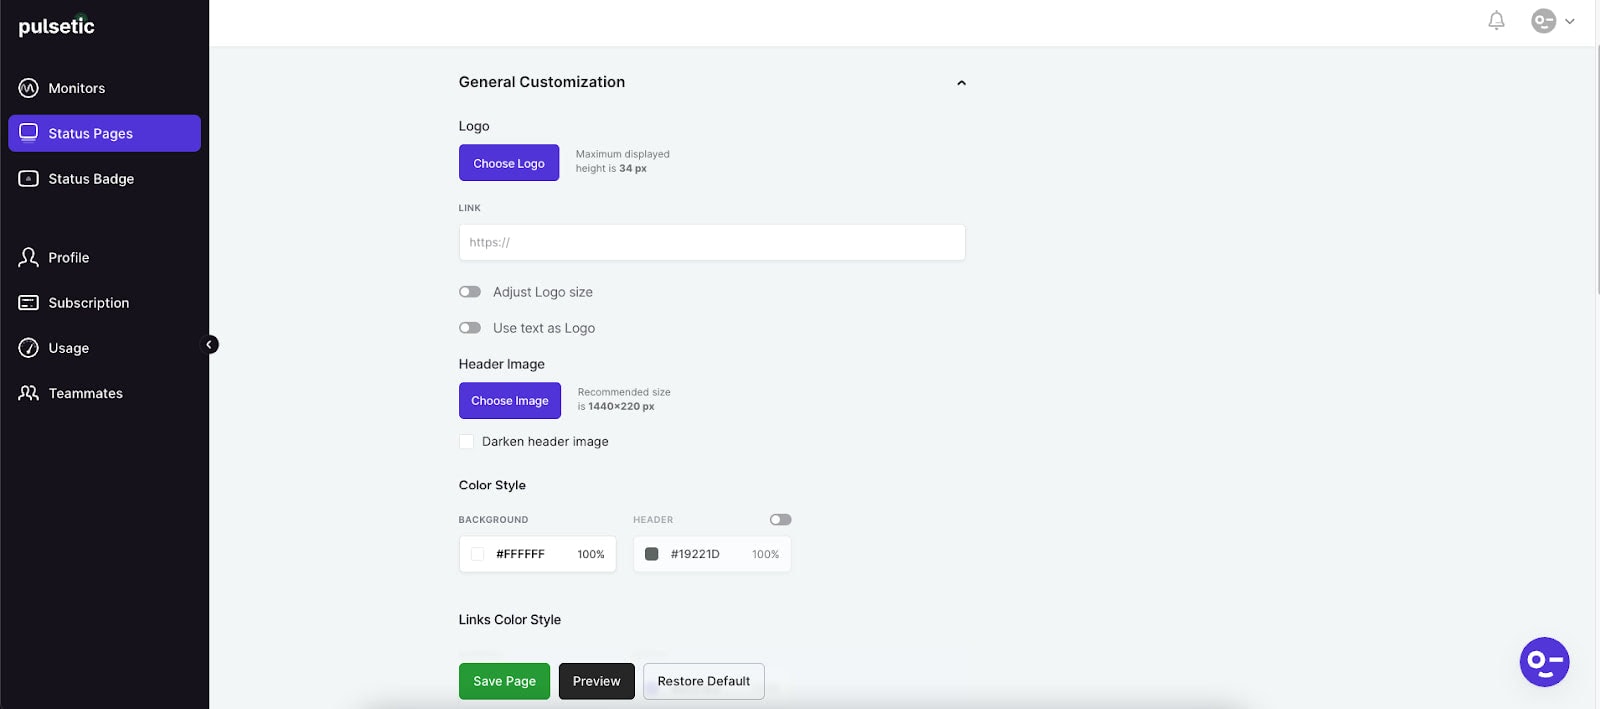 pulsetic
Monitors
Status Pages
Status Badge
Profile
Subscription
Usage
Teammates
General Customization
Logo
Choose Logo
Maximum displayed
height is 34 px
LINK
https://
Adjust Logo size
Use text as Logo
Header Image
Choose Image
Recommended size
is 1440×220 px
Darken header image
Color Style
BACKGROUND
HEADER
#FFFFFF 100%
#19221D 100%
Links Color Style
Save Page
Preview
Restore Default